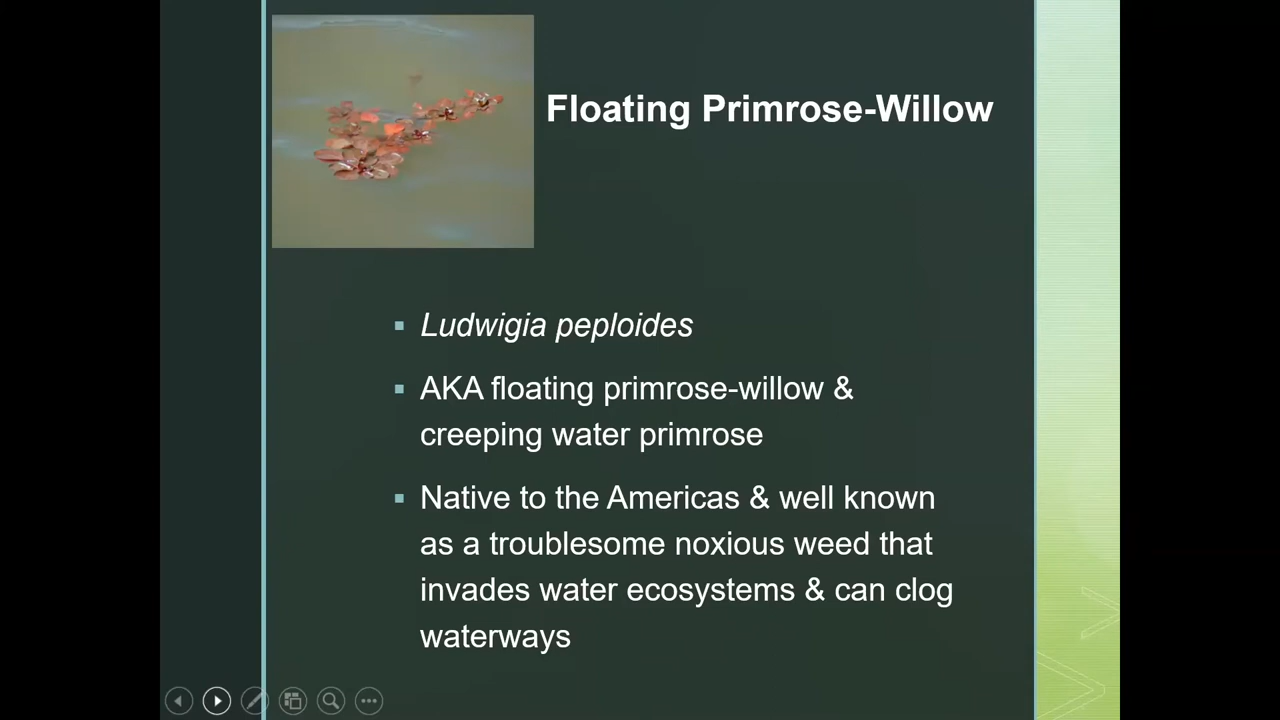 Floating Primrose-Willow
▪ Ludwigia peploides
▪ AKA floating primrose-willow &
creeping water primrose
▪ Native to the Americas & well known
as a troublesome noxious weed that
invades water ecosystems & can clog
waterways